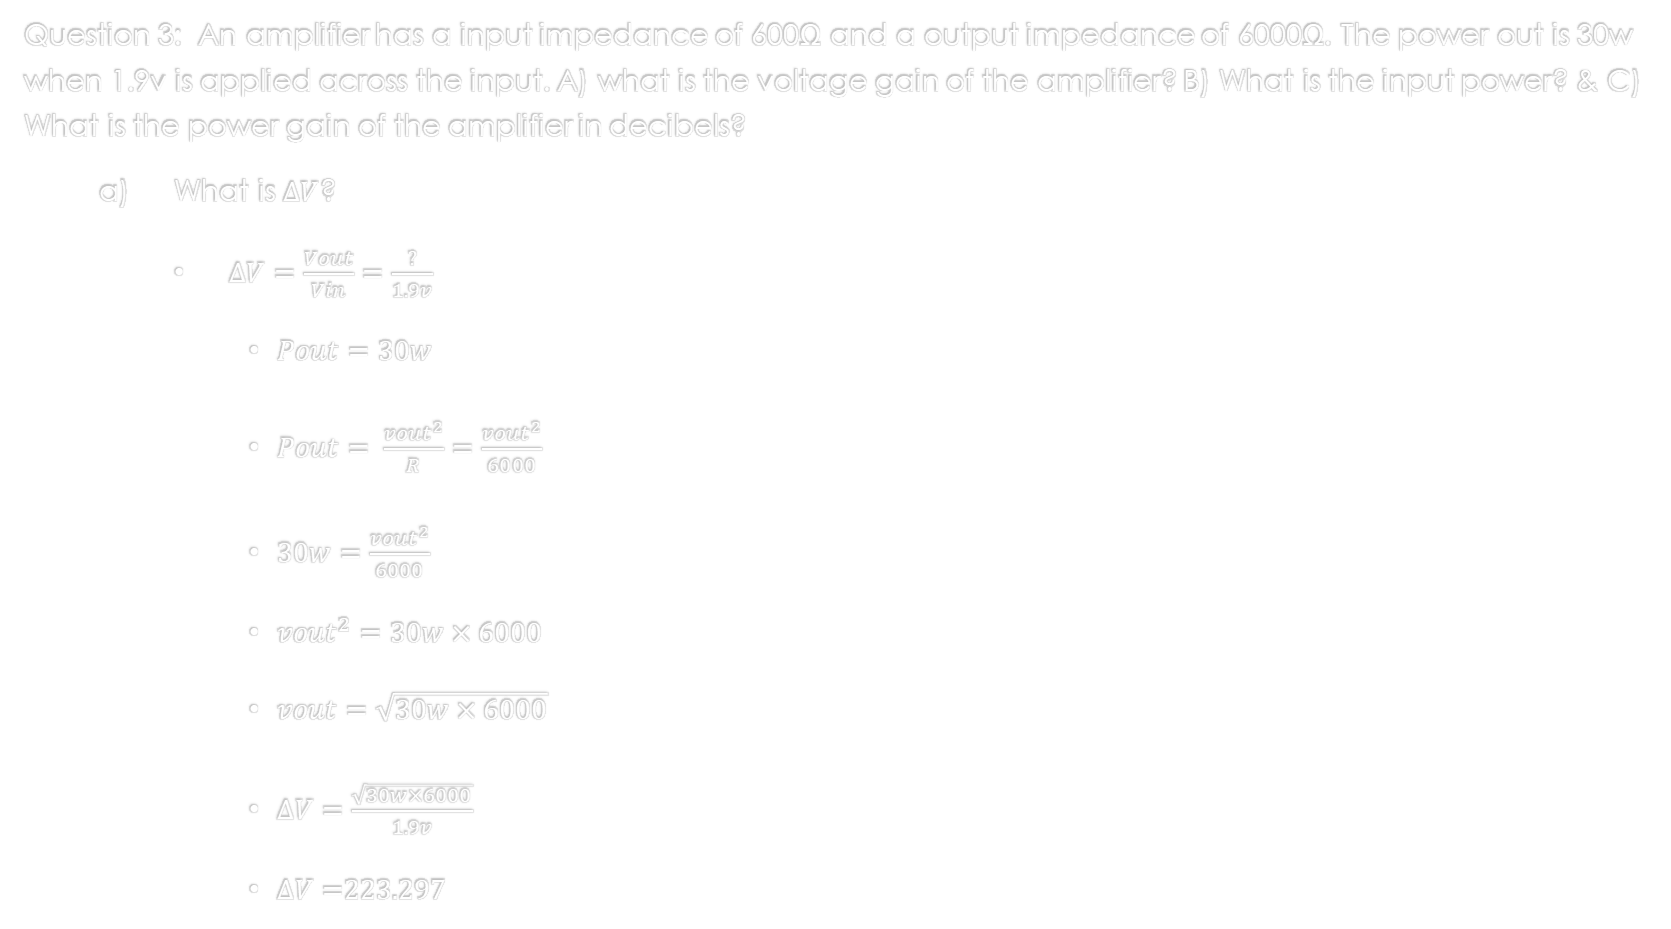 Question 3:  An amplifier has a input impedance of 600Ω and a output impedance of 6000Ω. The power out is 30w
when 1.9v is applied across the input. A) what is the voltage gain of the amplifier? B) What is the input power? & C)
What is the power gain of the amplifier in decibels?
a) What is ΔV?
◦ ΔV = Vout/Vin = ?/1.9v
◦ Pout = 30w
◦ Pout = vout²/R = vout²/6000
◦ 30w = vout²/6000
◦ vout² = 30w × 6000
◦ vout = √(30w × 6000)
◦ ΔV = √(30w×6000)/1.9v
◦ ΔV =223.297